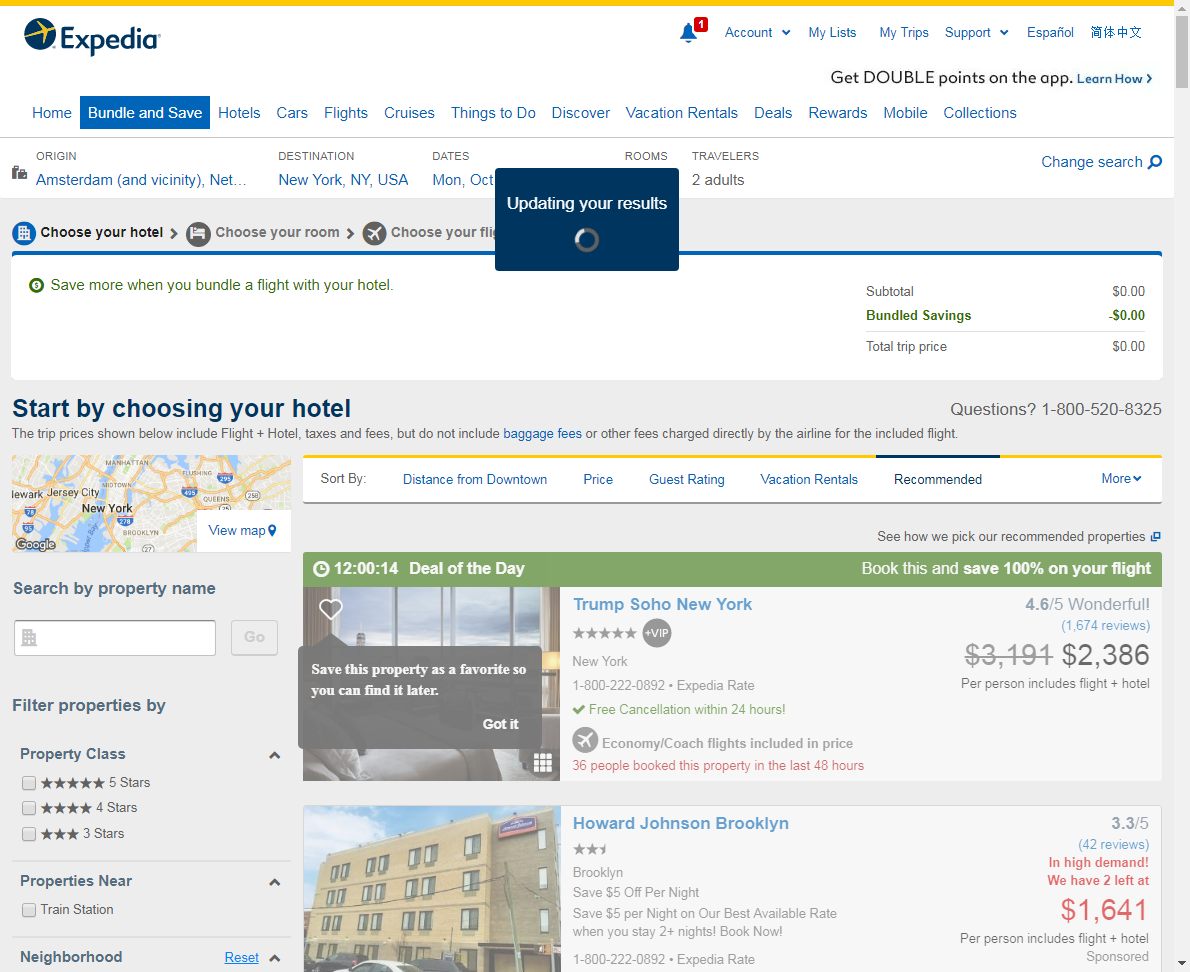 Expedia
1
Account
My Lists
My Trips
Support
Español
简体中文
Get DOUBLE points on the app. Learn How
Home
Bundle and Save
Hotels
Cars
Flights
Cruises
Things to Do
Discover
Vacation Rentals
Deals
Rewards
Mobile
Collections
ORIGIN
Amsterdam (and vicinity), Net...
DESTINATION
New York, NY, USA
DATES
Mon, Oct
ROOMS
TRAVELERS
2 adults
Change search
Updating your results
Choose your hotel
Choose your room
Choose your flig
Save more when you bundle a flight with your hotel.
Subtotal $0.00
Bundled Savings -$0.00
Total trip price $0.00
Start by choosing your hotel
Questions? 1-800-520-8325
The trip prices shown below include Flight + Hotel, taxes and fees, but do not include baggage fees or other fees charged directly by the airline for the included flight.
MANHATTAN
FLUSHING
295
lewark
Jersey City
MIDTOWN
495
QUEENS
258
New York
78
278
95
BROOKLYN
27
Google
View map
Sort By:
Distance from Downtown
Price
Guest Rating
Vacation Rentals
Recommended
More
See how we pick our recommended properties
Search by property name
Go
Filter properties by
Property Class
5 Stars
4 Stars
3 Stars
Properties Near
Train Station
Neighborhood
Reset
12:00:14 Deal of the Day
Book this and save 100% on your flight
Save this property as a favorite so
you can find it later.
Got it
Trump Soho New York
+VIP
New York
1-800-222-0892 • Expedia Rate
Free Cancellation within 24 hours!
Economy/Coach flights included in price
36 people booked this property in the last 48 hours
4.6/5 Wonderful!
(1,674 reviews)
$3,191 $2,386
Per person includes flight + hotel
Howard Johnson Brooklyn
Brooklyn
Save $5 Off Per Night
Save $5 per Night on Our Best Available Rate
when you stay 2+ nights! Book Now!
1-800-222-0892 • Expedia Rate
3.3/5
(42 reviews)
In high demand!
We have 2 left at
$1,641
Per person includes flight + hotel
Sponsored